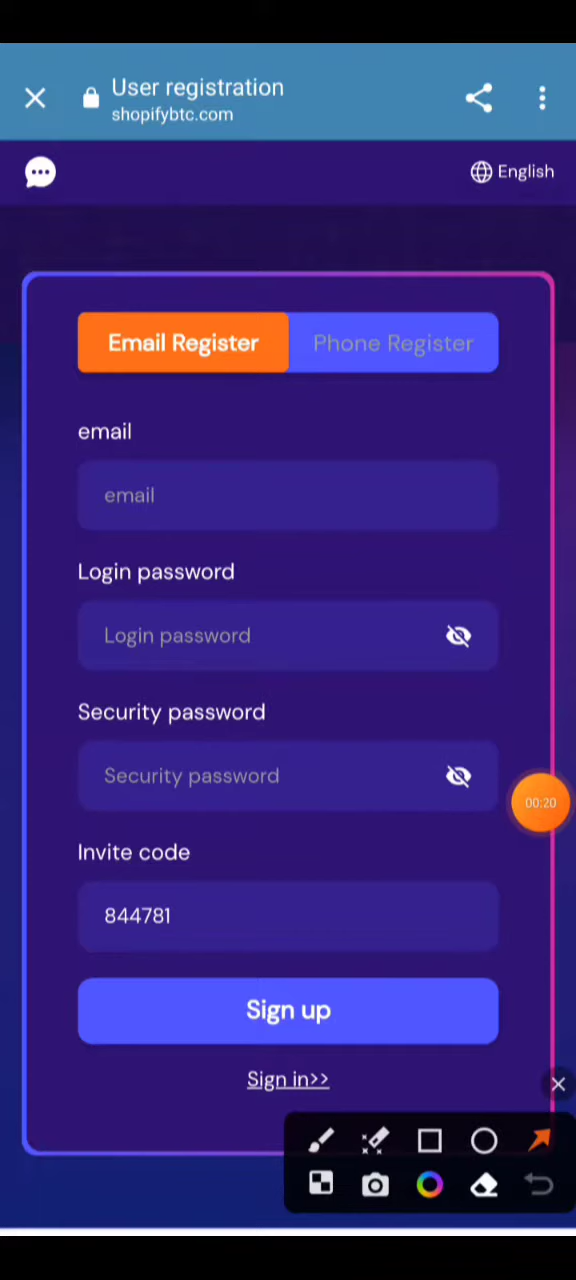 User registration
shopifybtc.com
English
Email Register
Phone Register
email
email
Login password
Login password
Security password
Security password
00:20
Invite code
844781
Sign up
Sign in>>